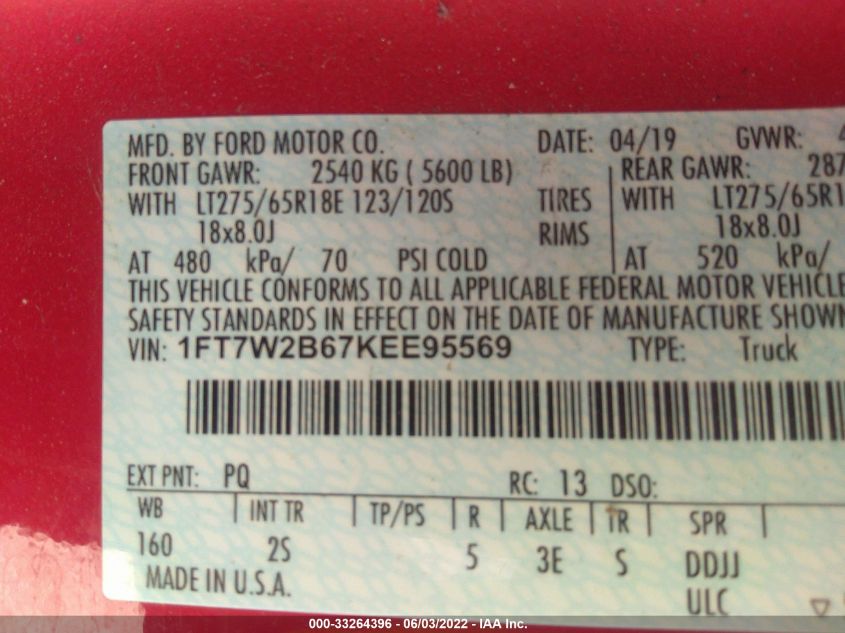 MFD. BY FORD MOTOR CO. DATE: 04/19 GVWR:
FRONT GAWR: 2540 KG ( 5600 LB) REAR GAWR: 287
WITH LT275/65R18E 123/120S TIRES WITH LT275/65R1
18x8.0J RIMS 18x8.0J
AT 480 kPa/ 70 PSI COLD AT 520 kPa/
THIS VEHICLE CONFORMS TO ALL APPLICABLE FEDERAL MOTOR VEHICLE
SAFETY STANDARDS IN EFFECT ON THE DATE OF MANUFACTURE SHOWN
VIN: 1FT7W2B67KEE95569 TYPE: Truck
EXT PNT: PQ RC: 13 DSO:
WB INT TR TP/PS R AXLE TR SPR
160 2S 5 3E S DDJJ
MADE IN U.S.A. ULC
000-33264396 - 06/03/2022 - IAA Inc.